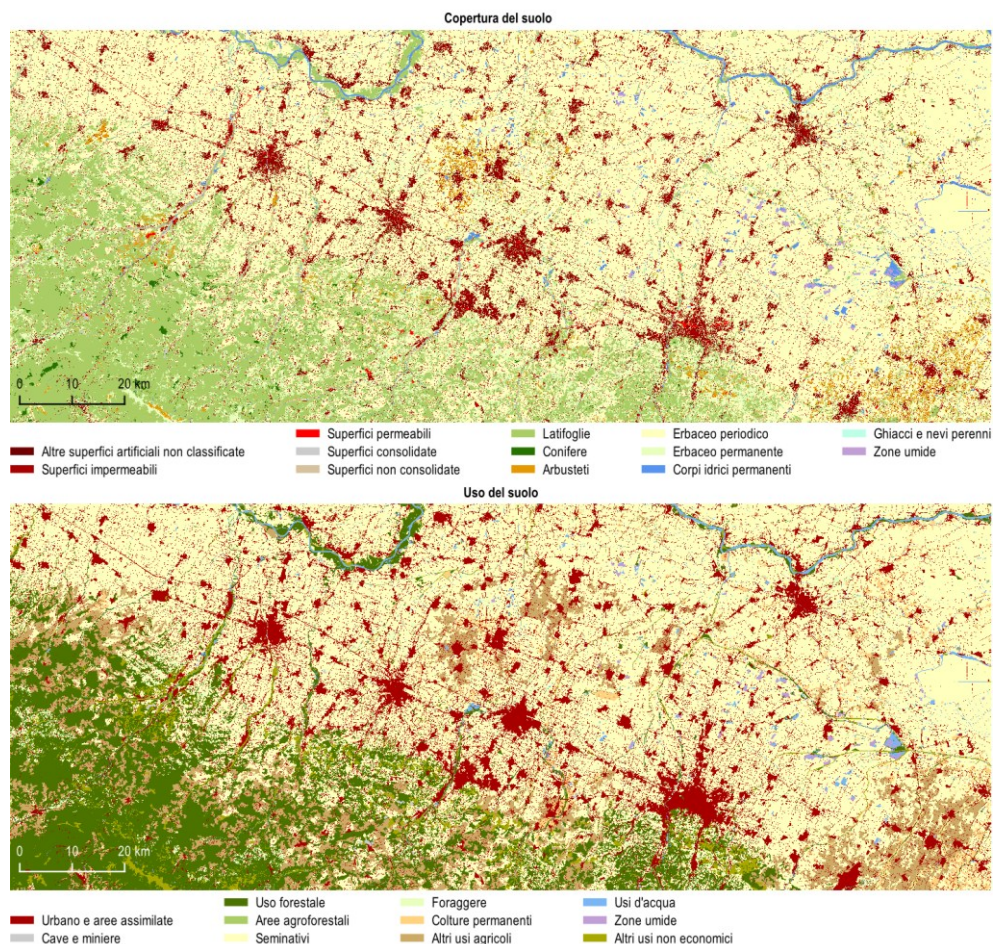 Copertura del suolo
0 10 20 km
Altre superfici artificiali non classificate
Superfici impermeabili
Superfici permeabili
Superfici consolidate
Superfici non consolidate
Latifoglie
Conifere
Arbusteti
Erbaceo periodico
Erbaceo permanente
Corpi idrici permanenti
Ghiacci e nevi perenni
Zone umide
Uso del suolo
0 10 20 km
Urbano e aree assimilate
Cave e miniere
Uso forestale
Aree agroforestali
Seminativi
Foraggere
Colture permanenti
Altri usi agricoli
Usi d'acqua
Zone umide
Altri usi non economici